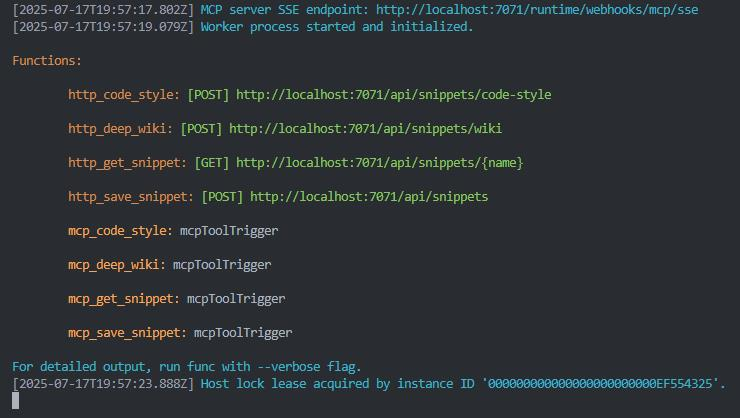 [2025-07-17T19:57:17.802Z] MCP server SSE endpoint: http://localhost:7071/runtime/webhooks/mcp/sse
[2025-07-17T19:57:19.079Z] Worker process started and initialized.
Functions:
http_code_style: [POST] http://localhost:7071/api/snippets/code-style
http_deep_wiki: [POST] http://localhost:7071/api/snippets/wiki
http_get_snippet: [GET] http://localhost:7071/api/snippets/{name}
http_save_snippet: [POST] http://localhost:7071/api/snippets
mcp_code_style: mcpToolTrigger
mcp_deep_wiki: mcpToolTrigger
mcp_get_snippet: mcpToolTrigger
mcp_save_snippet: mcpToolTrigger
For detailed output, run func with --verbose flag.
[2025-07-17T19:57:23.888Z] Host lock lease acquired by instance ID '000000000000000000000000EF554325'.